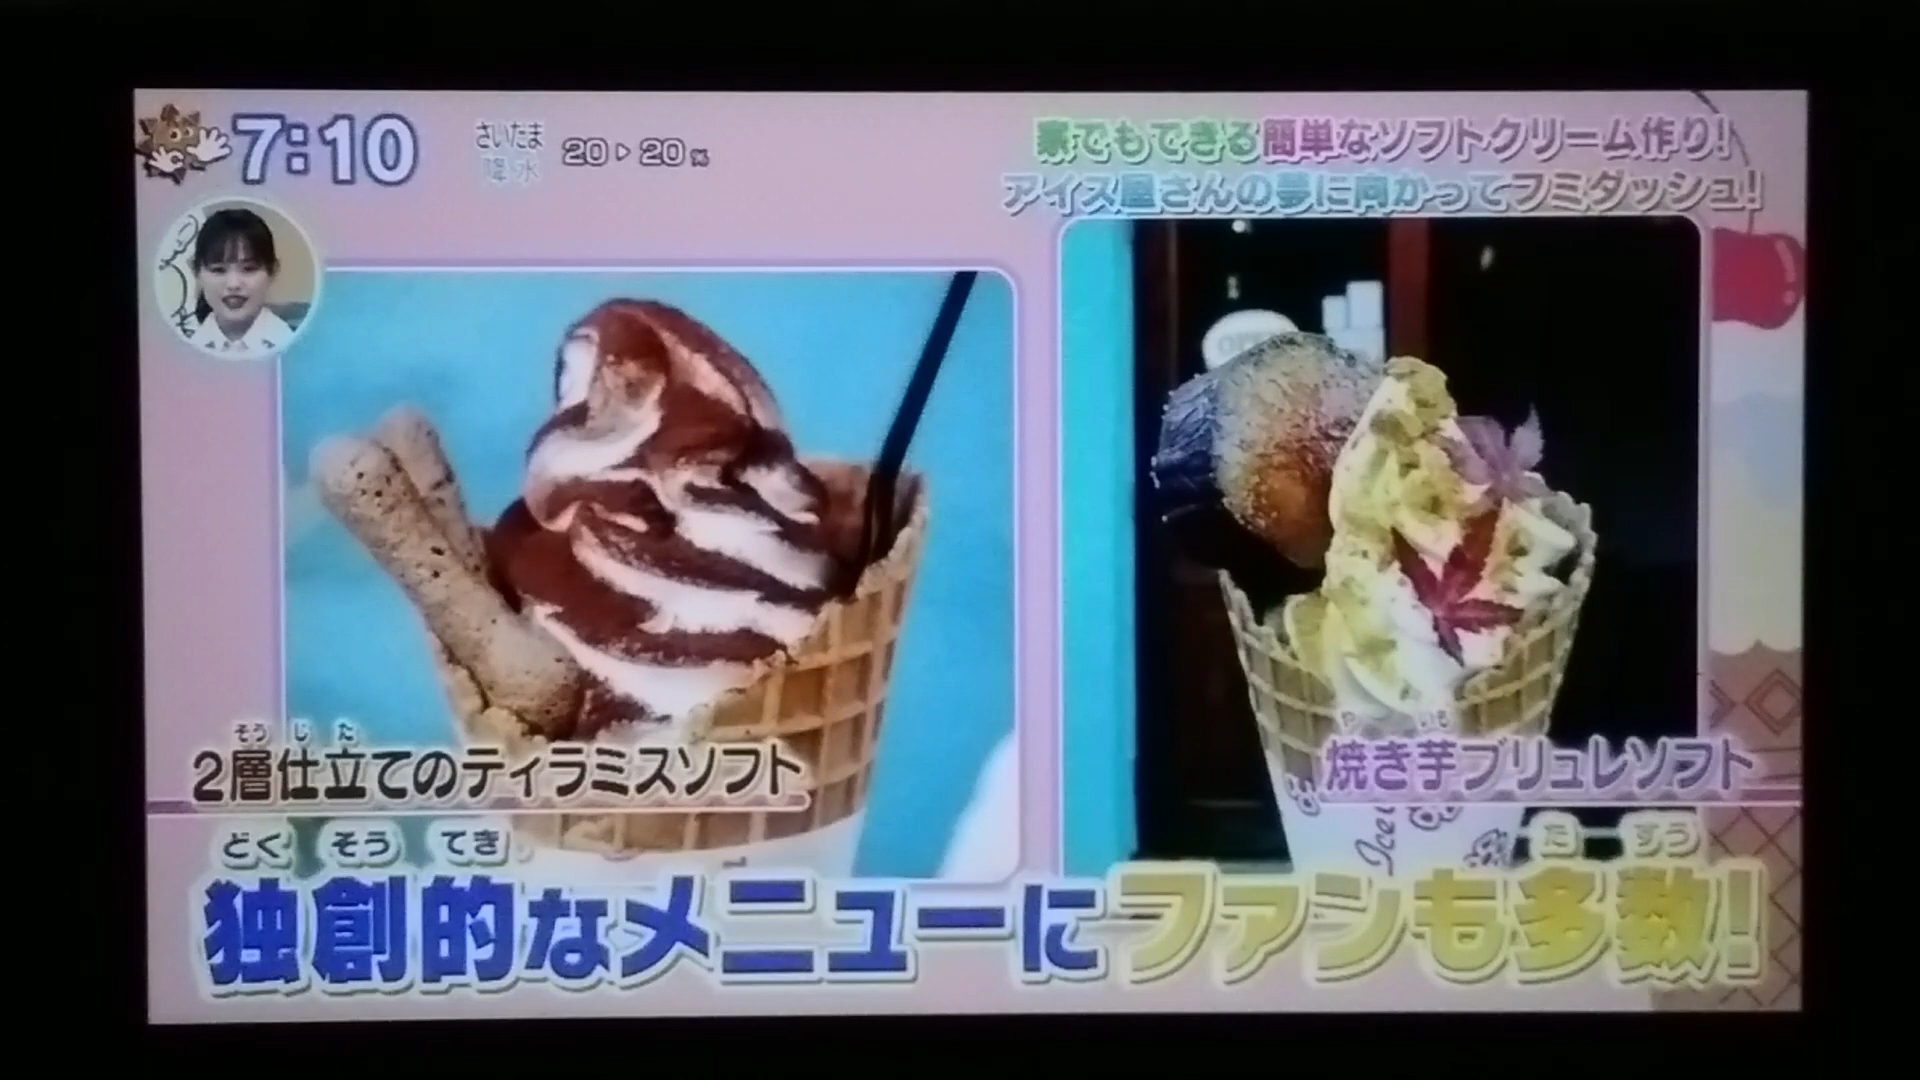 7:10
さいたま
降水 20▶20%
家でもできる簡単なソフトクリーム作り!
アイス屋さんの夢に向かってフミダッシュ!
そうじた
2層仕立てのティラミスソフト
やいも
焼き芋ブリュレソフト
どくそうてき
たすう
独創的なメニューにファンも多数!